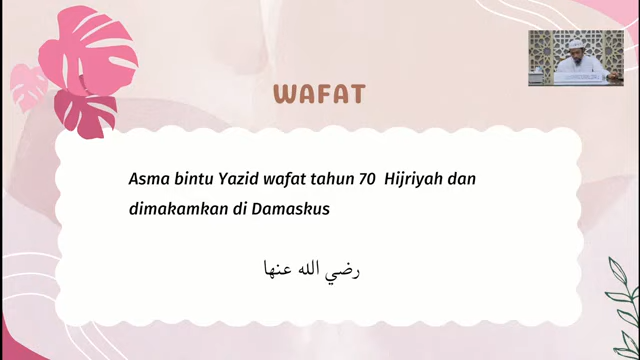 WAFAT
Asma bintu Yazid wafat tahun 70 Hijriyah dan
dimakamkan di Damaskus
رضي الله عنها